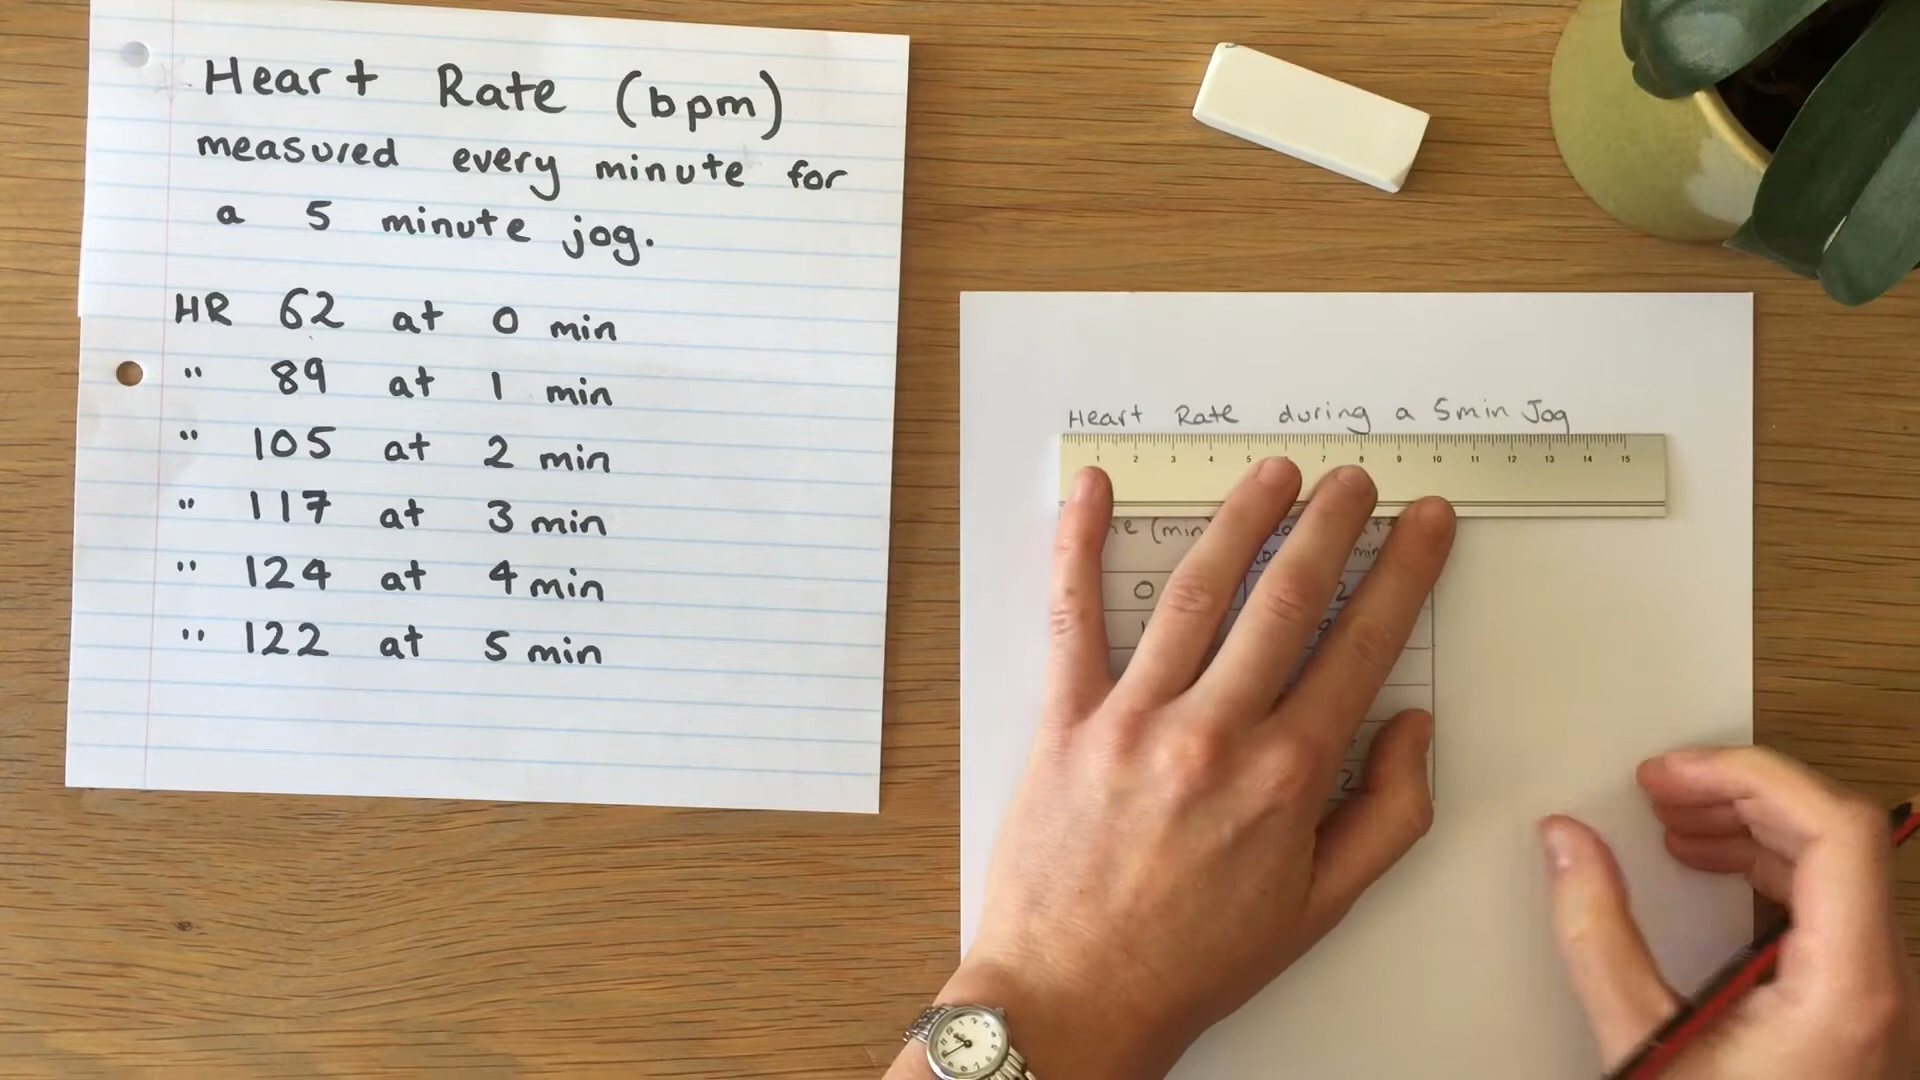 Heart Rate (bpm)
measured every minute for
a 5 minute jog.
HR 62 at 0 min
" 89 at 1 min
" 105 at 2 min
" 117 at 3 min
" 124 at 4 min
" 122 at 5 min
Heart Rate during a 5min Jog
1 2 3 4 5 7 8 9 10 11 12 13 14 15
(min
0